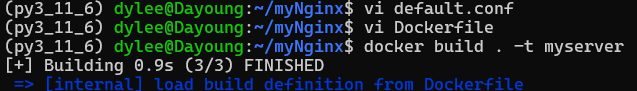 (py3_11_6) dylee@Dayoung:~/myNginx$ vi default.conf
(py3_11_6) dylee@Dayoung:~/myNginx$ vi Dockerfile
(py3_11_6) dylee@Dayoung:~/myNginx$ docker build . -t myserver
[+] Building 0.9s (3/3) FINISHED
=> [internal] load build definition from Dockerfile